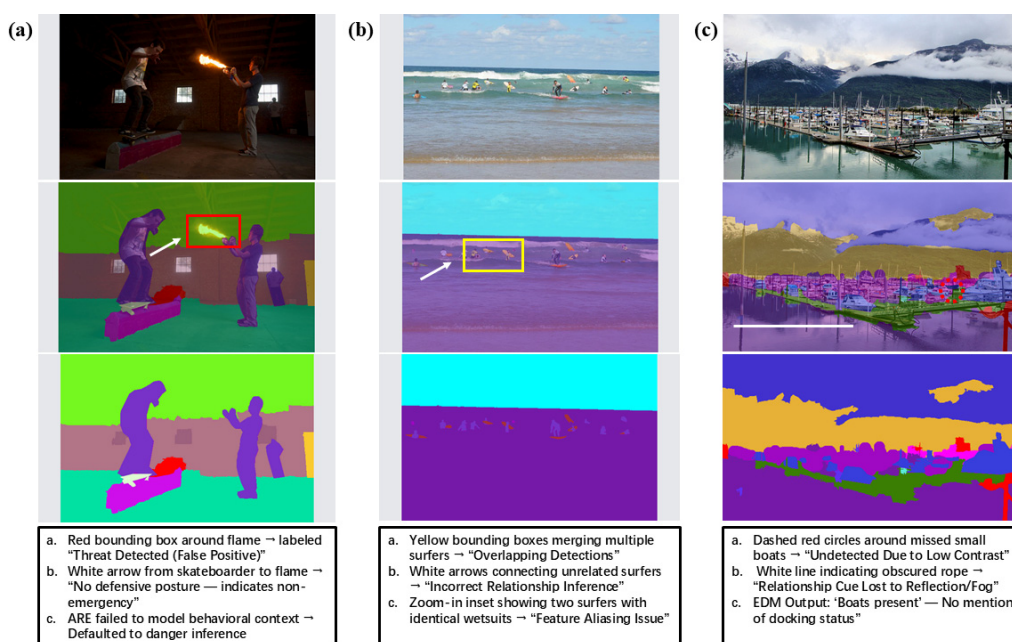 (a)
(b)
(c)
a. Red bounding box around flame → labeled
“Threat Detected (False Positive)”
b. White arrow from skateboarder to flame →
“No defensive posture — indicates non-
emergency”
c. ARE failed to model behavioral context →
Defaulted to danger inference
a. Yellow bounding boxes merging multiple
surfers → “Overlapping Detections”
b. White arrows connecting unrelated surfers
→ “Incorrect Relationship Inference”
c. Zoom-in inset showing two surfers with
identical wetsuits → “Feature Aliasing Issue”
a. Dashed red circles around missed small
boats → “Undetected Due to Low Contrast”
b. White line indicating obscured rope →
“Relationship Cue Lost to Reflection/Fog”
c. EDM Output: ‘Boats present’ — No mention
of docking status”